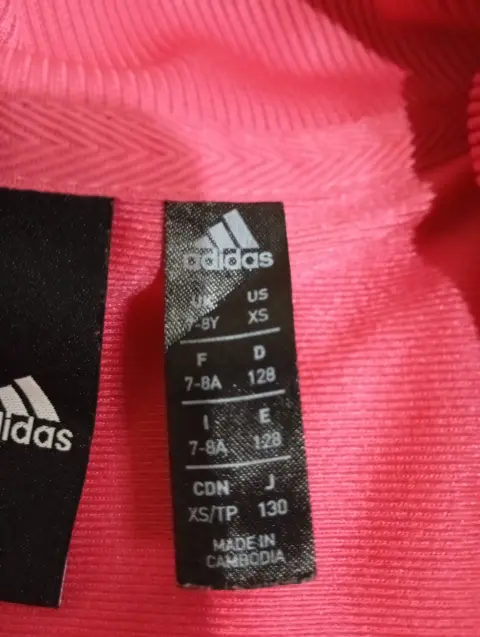 adidas
UK US
7-8Y XS
F D
7-8A 128
I E
7-8A 128
CDN J
XS/TP 130
MADE IN
CAMBODIA
adidas